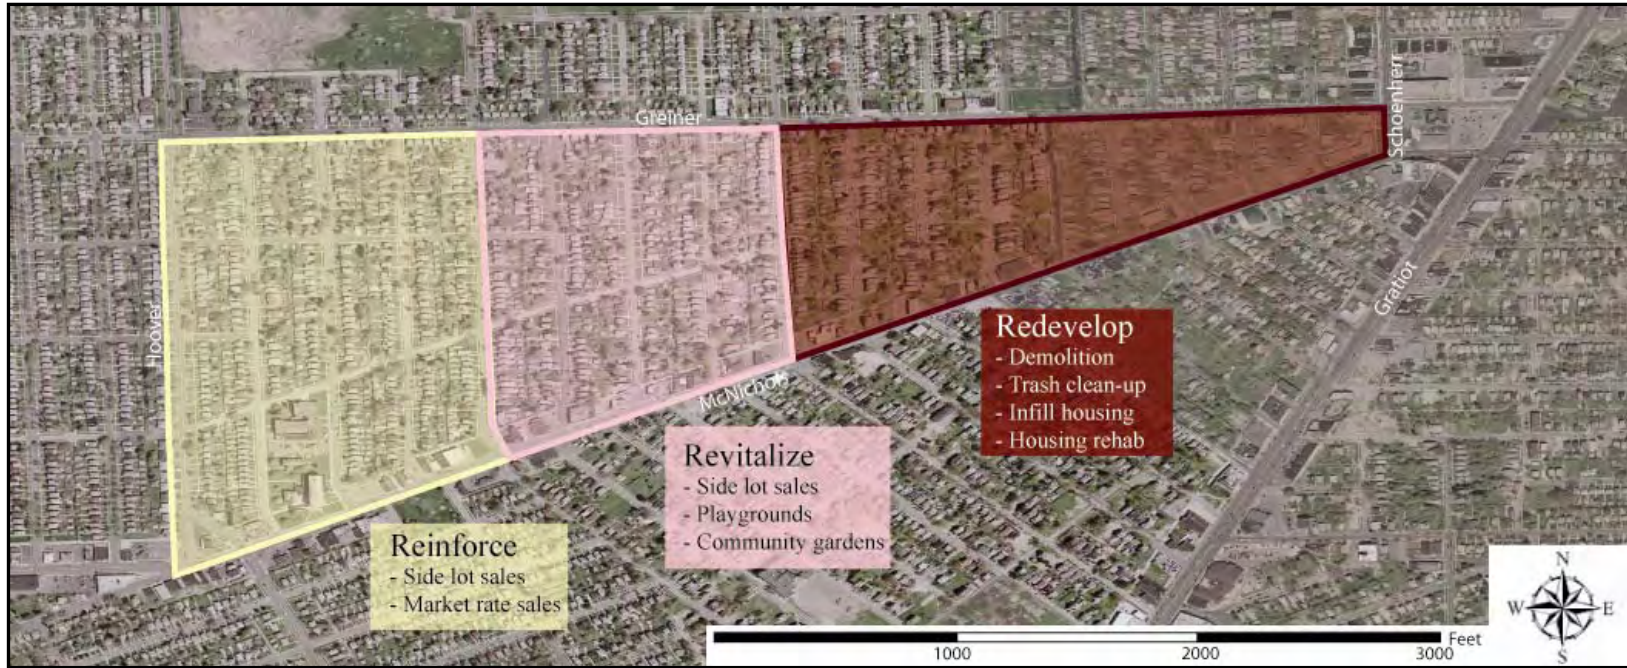 Greiner
Schoenherr
Hoover
Gratiot
McNichols
Redevelop
- Demolition
- Trash clean-up
- Infill housing
- Housing rehab
Revitalize
- Side lot sales
- Playgrounds
- Community gardens
Reinforce
- Side lot sales
- Market rate sales
N
W E
S
Feet
1000 2000 3000